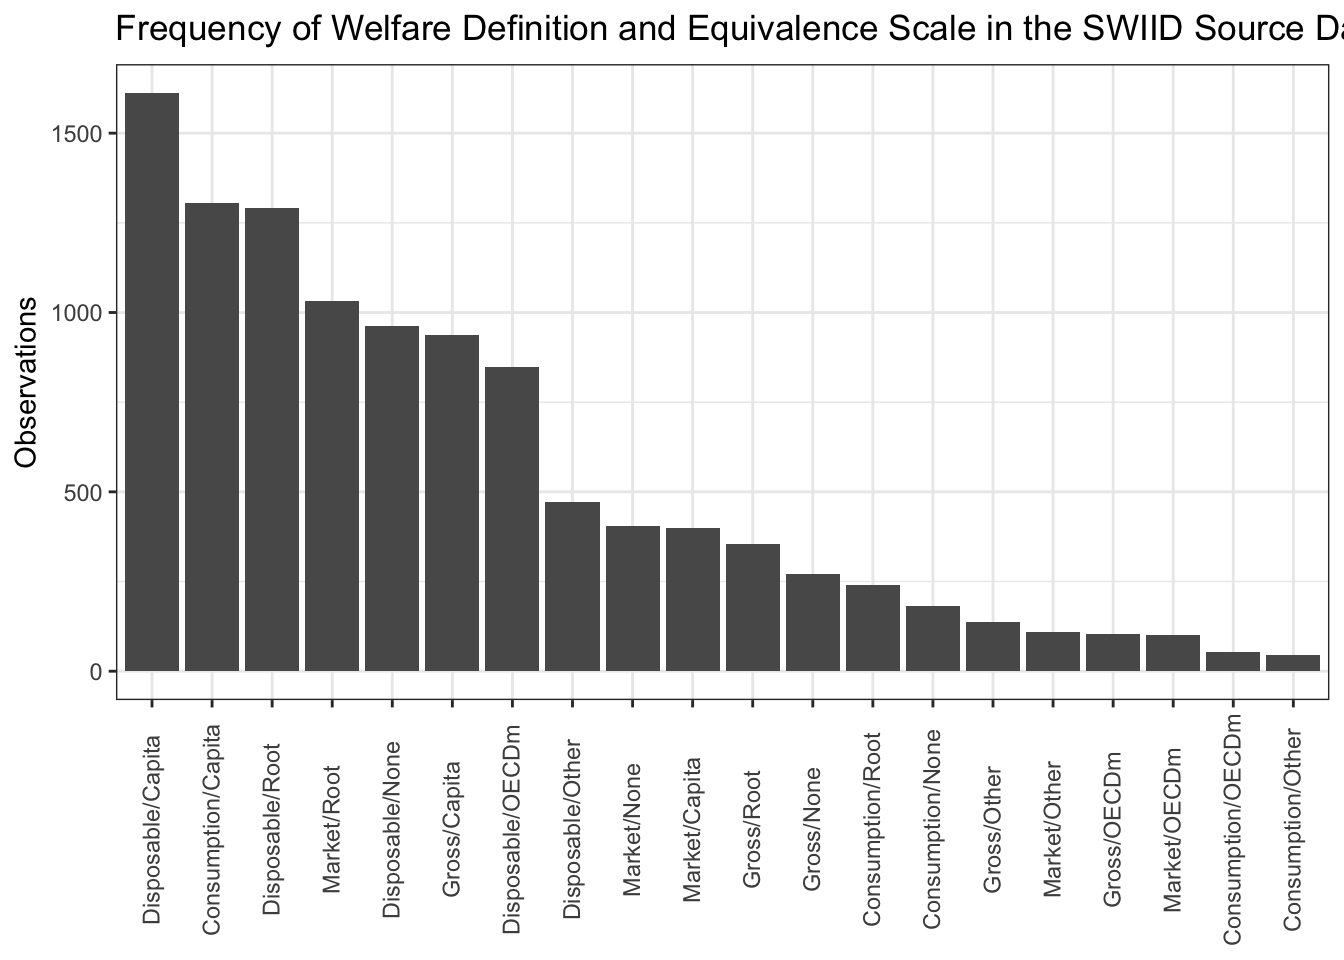 Frequency of Welfare Definition and Equivalence Scale in the SWIID Source
Observations
1500
1000
500
0
Disposable/Capita
Consumption/Capita
Disposable/Root
Market/Root
Disposable/None
Gross/Capita
Disposable/OECDm
Disposable/Other
Market/None
Market/Capita
Gross/Root
Gross/None
Consumption/Root
Consumption/None
Gross/Other
Market/Other
Gross/OECDm
Market/OECDm
Consumption/OECDm
Consumption/Other